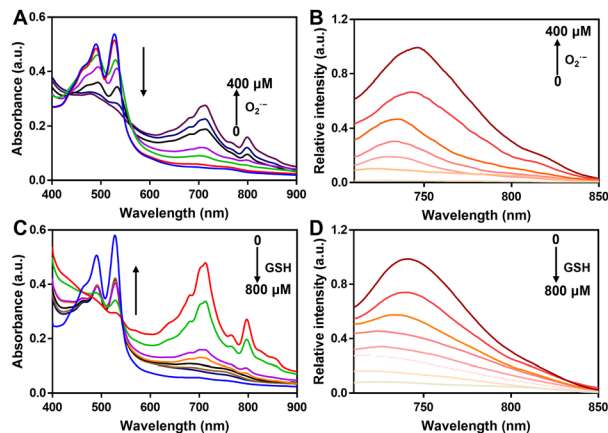 A
Absorbance (a.u.)
0.6
0.4
0.2
0.0
400 μM
O₂·−
0
400 500 600 700 800 900
Wavelength (nm)
B
Relative intensity (a.u.)
1.2
0.9
0.6
0.3
0.0
400 μM
O₂·−
0
750 800 850
Wavelength (nm)
C
Absorbance (a.u.)
0.6
0.4
0.2
0.0
0
GSH
800 μM
400 500 600 700 800 900
Wavelength (nm)
D
Relative intensity (a.u.)
1.2
0.8
0.4
0.0
0
GSH
800 μM
750 800 850
Wavelength (nm)